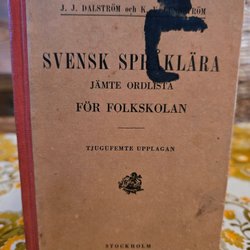 J. J. DALSTRÖM och K.
SVENSK SPRÅKLÄRA
JÄMTE ORDLISTA
FÖR FOLKSKOLAN
TJUGUFEMTE UPPLAGAN
STOCKHOLM